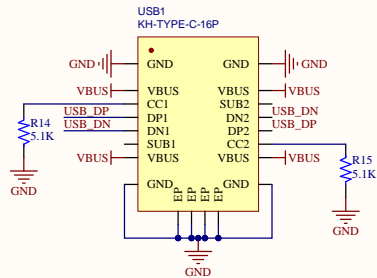 USB1
KH-TYPE-C-16P
GND GND GND GND
VBUS VBUS VBUS VBUS
CC1 SUB2
USB_DP DP1 DN2 USB_DN
USB_DN DN1 DP2 USB_DP
SUB1 CC2
VBUS VBUS VBUS VBUS
GND GND
EP EP EP EP
R14
5.1K
GND
R15
5.1K
GND
GND